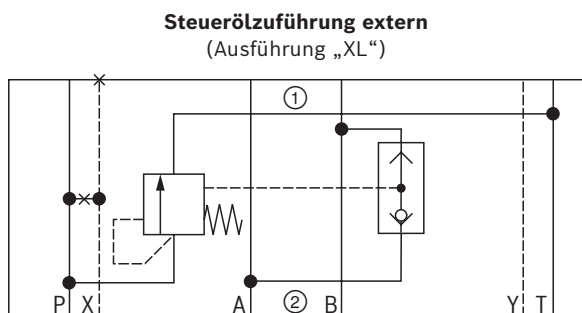 Steuerölzuführung extern
(Ausführung „XL“)
①
P X A ② B Y T